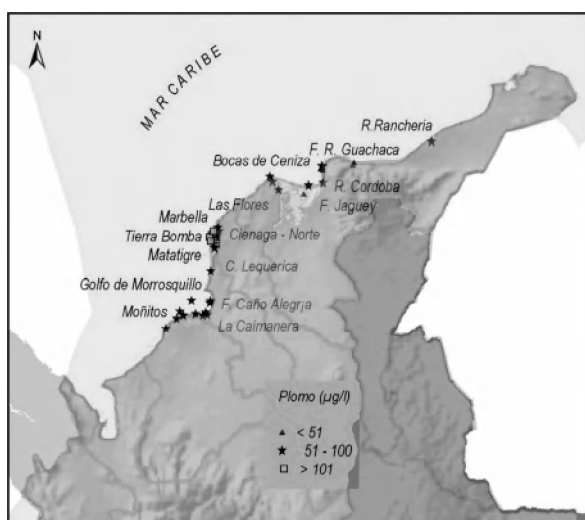 N
MAR CARIBE
R.Rancheria
F. R. Guachaca
Bocas de Ceniza
R. Cordoba
Las Flores
F. Jaguey
Marbella
Tierra Bomba
Cienaga - Norte
Matatigre
C. Lequerica
Golfo de Morrosquillo
F. Caño Alegria
Moñitos
La Caimanera
Plomo (µg/l)
< 51
51 - 100
> 101